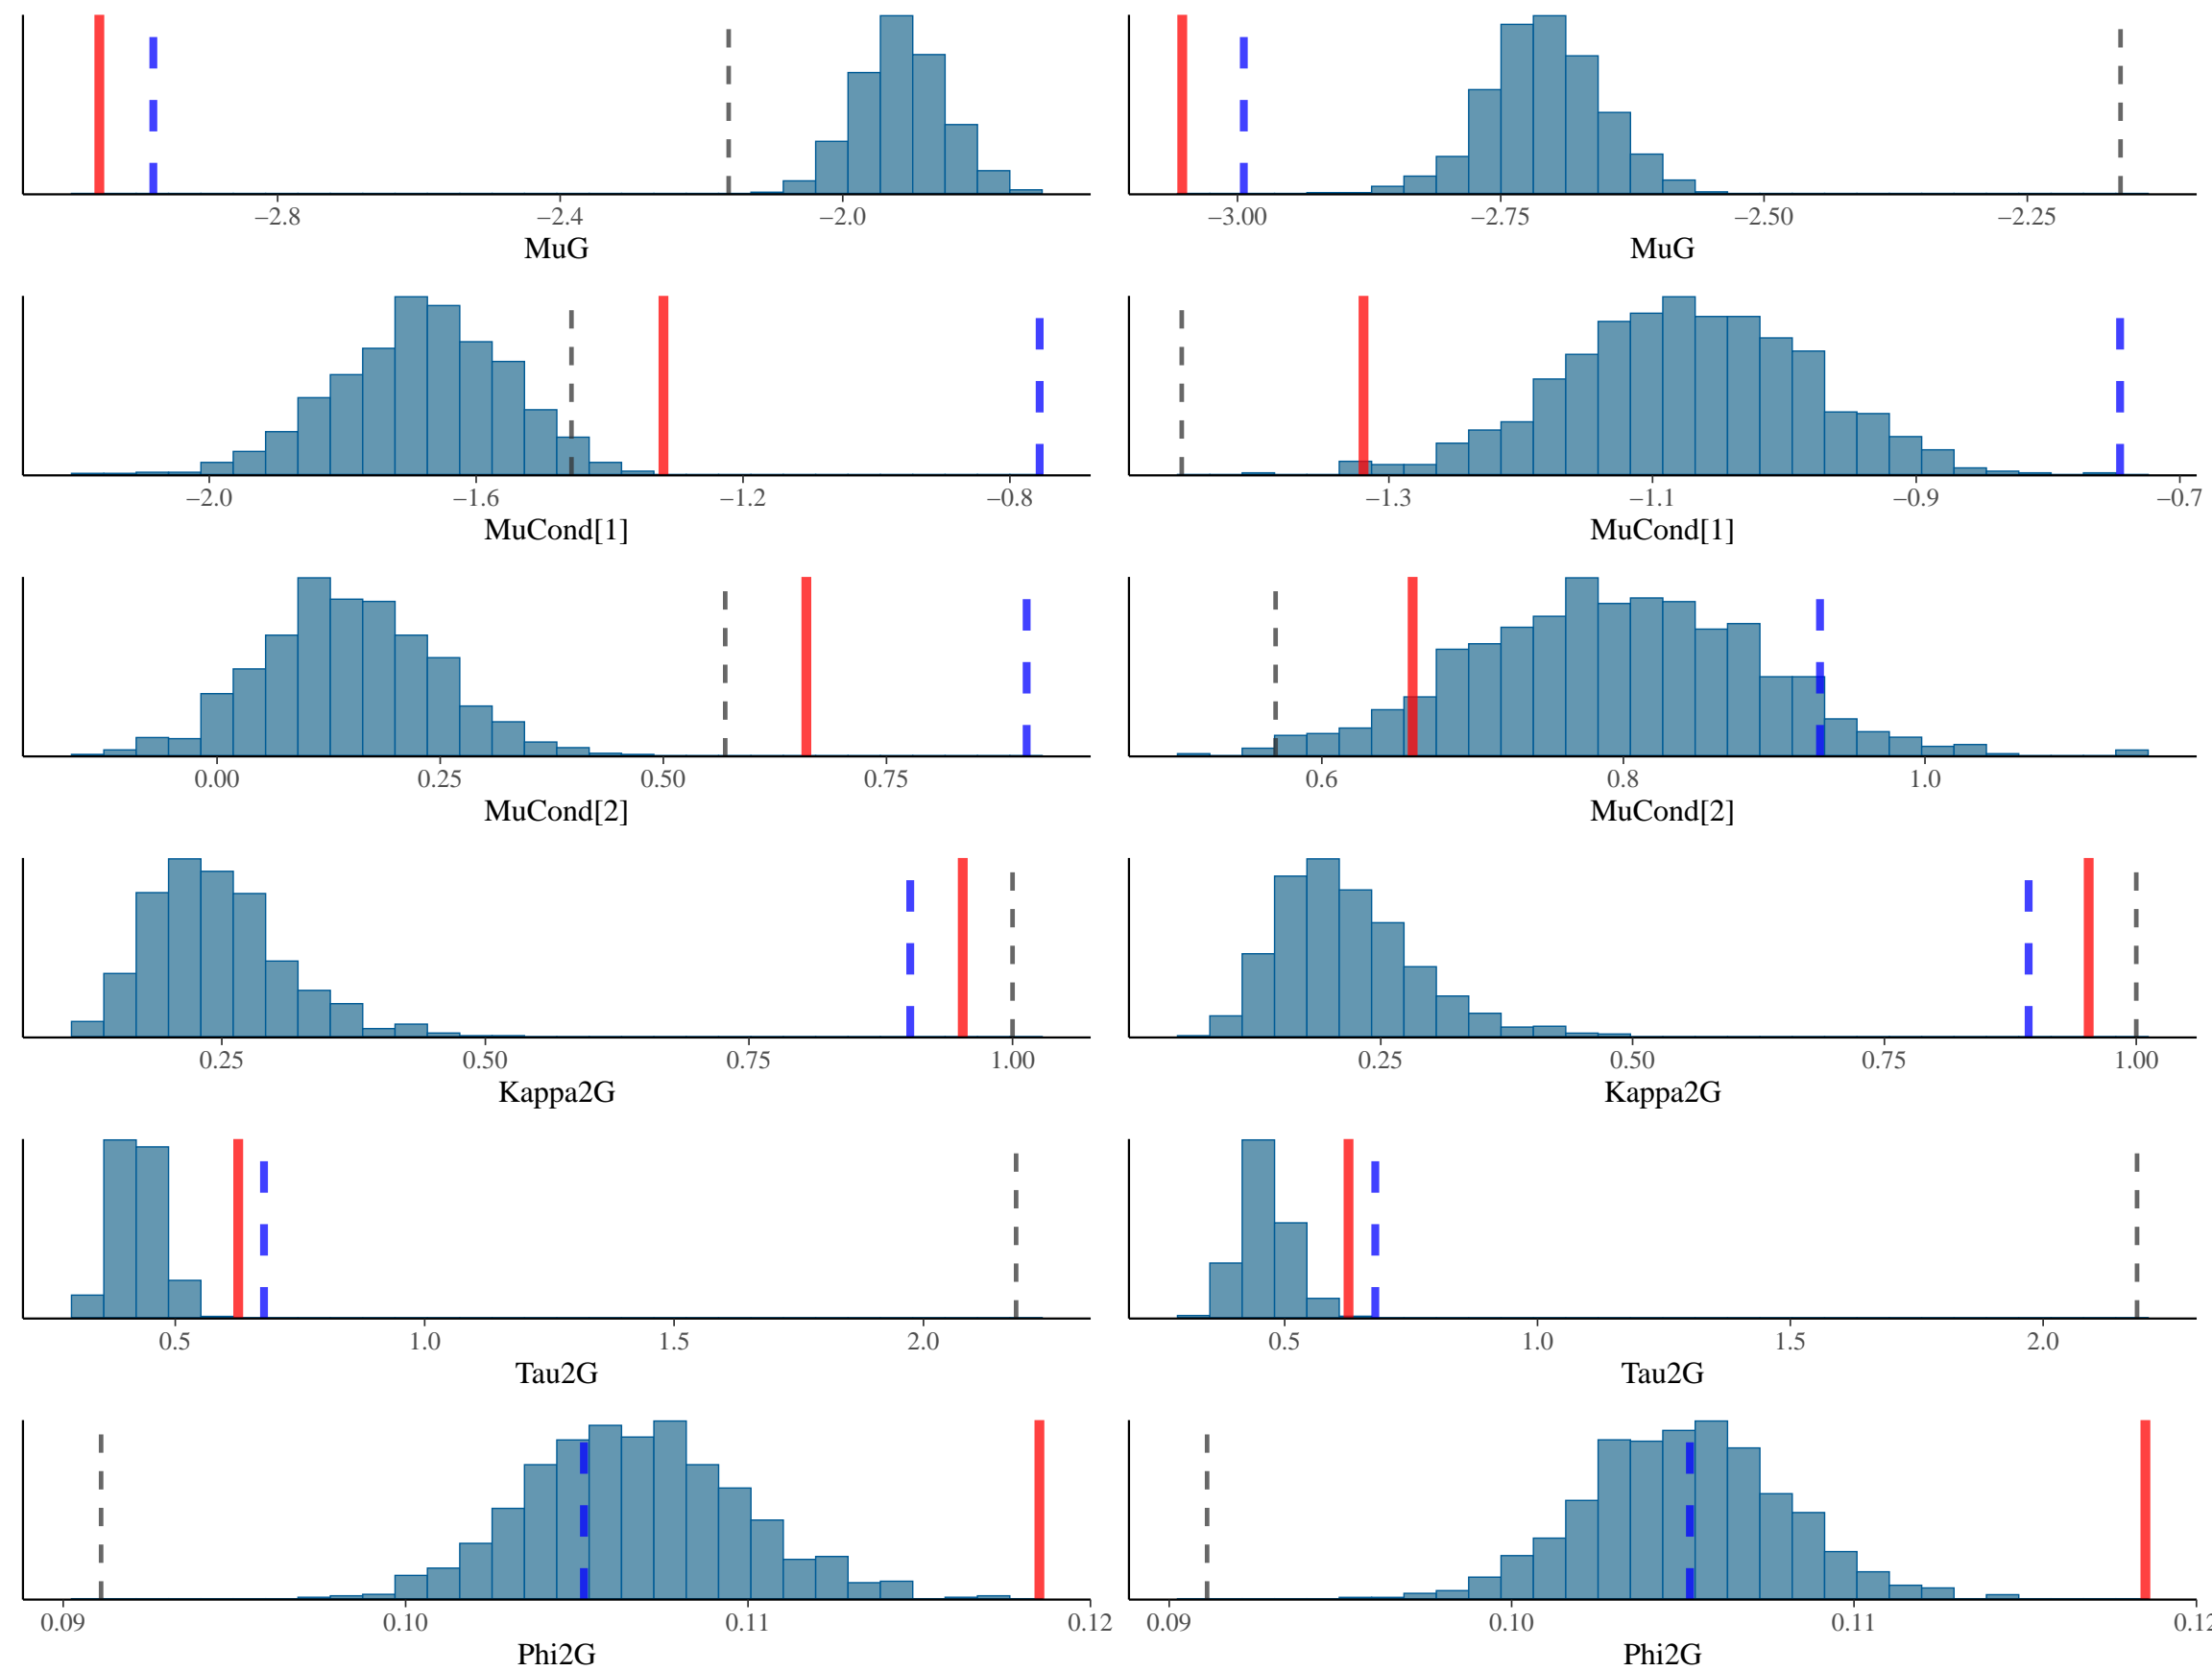 −2.8 −2.4 −2.0
MuG
−3.00 −2.75 −2.50 −2.25
MuG
−2.0 −1.6 −1.2 −0.8
MuCond[1]
−1.3 −1.1 −0.9 −0.7
MuCond[1]
0.00 0.25 0.50 0.75
MuCond[2]
0.6 0.8 1.0
MuCond[2]
0.25 0.50 0.75 1.00
Kappa2G
0.25 0.50 0.75 1.00
Kappa2G
0.5 1.0 1.5 2.0
Tau2G
0.5 1.0 1.5 2.0
Tau2G
0.09 0.10 0.11 0.12
Phi2G
0.09 0.10 0.11 0.12
Phi2G